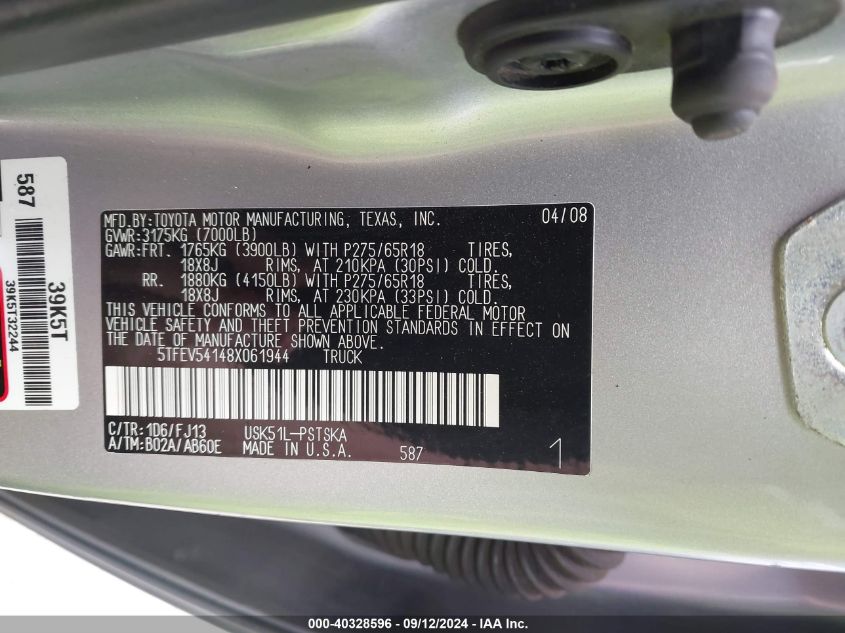 MFD.BY:TOYOTA MOTOR MANUFACTURING, TEXAS, INC. 04/08
GVWR:3175KG (7000LB)
GAWR:FRT. 1765KG (3900LB) WITH P275/65R18 TIRES,
18X8J RIMS, AT 210KPA (30PSI) COLD.
RR. 1880KG (4150LB) WITH P275/65R18 TIRES,
18X8J RIMS, AT 230KPA (33PSI) COLD.
THIS VEHICLE CONFORMS TO ALL APPLICABLE FEDERAL MOTOR
VEHICLE SAFETY AND THEFT PREVENTION STANDARDS IN EFFECT ON
THE DATE OF MANUFACTURE SHOWN ABOVE.
5TFEV54148X061944 TRUCK
C/TR:1D6/FJ13 USK51L-PSTSKA
A/TM:B02A/AB60E MADE IN U.S.A. 587 1
587
39K5T
39K5T32244
000-40328596 - 09/12/2024 - IAA Inc.